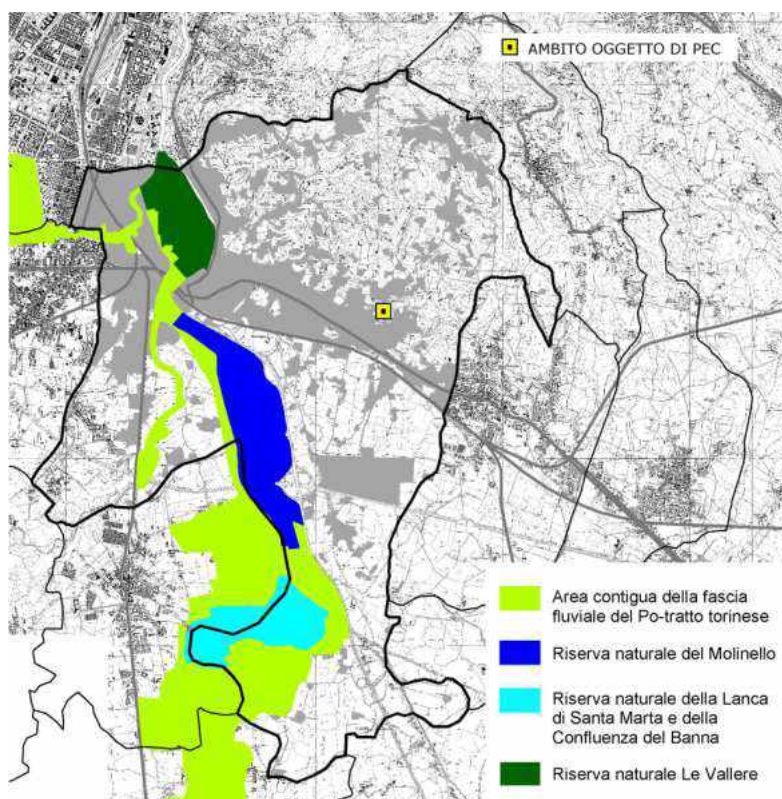 AMBITO OGGETTO DI PEC
Area contigua della fascia
fluviale del Po-tratto torinese
Riserva naturale del Molinello
Riserva naturale della Lanca
di Santa Marta e della
Confluenza del Banna
Riserva naturale Le Vallere